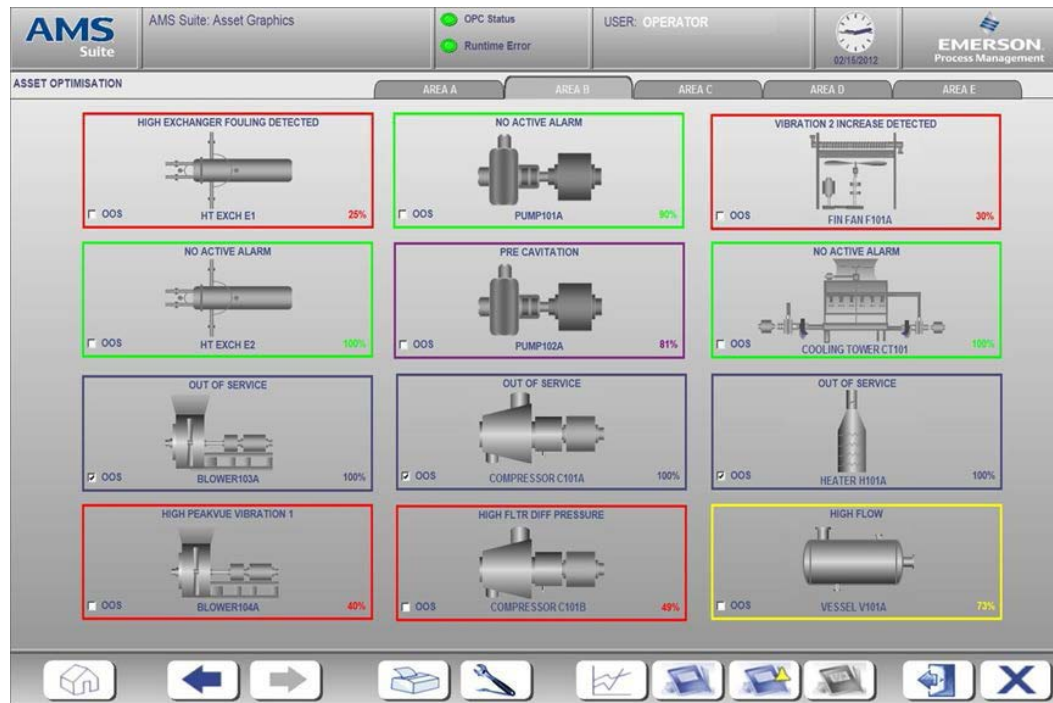 AMS
Suite
AMS Suite: Asset Graphics
OPC Status
Runtime Error
USER: OPERATOR
02/15/2012
EMERSON
Process Management
ASSET OPTIMISATION
AREA A
AREA B
AREA C
AREA D
AREA E
HIGH EXCHANGER FOULING DETECTED
OOS
HT EXCH E1
25%
NO ACTIVE ALARM
OOS
PUMP101A
90%
VIBRATION 2 INCREASE DETECTED
OOS
FIN FAN F101A
30%
NO ACTIVE ALARM
OOS
HT EXCH E2
100%
PRE CAVITATION
OOS
PUMP102A
81%
NO ACTIVE ALARM
OOS
COOLING TOWER CT101
100%
OUT OF SERVICE
OOS
BLOWER103A
100%
OUT OF SERVICE
OOS
COMPRESSOR C101A
100%
OUT OF SERVICE
OOS
HEATER H101A
100%
HIGH PEAKVUE VIBRATION 1
OOS
BLOWER104A
40%
HIGH FLTR DIFF PRESSURE
OOS
COMPRESSOR C101B
49%
HIGH FLOW
OOS
VESSEL V101A
73%